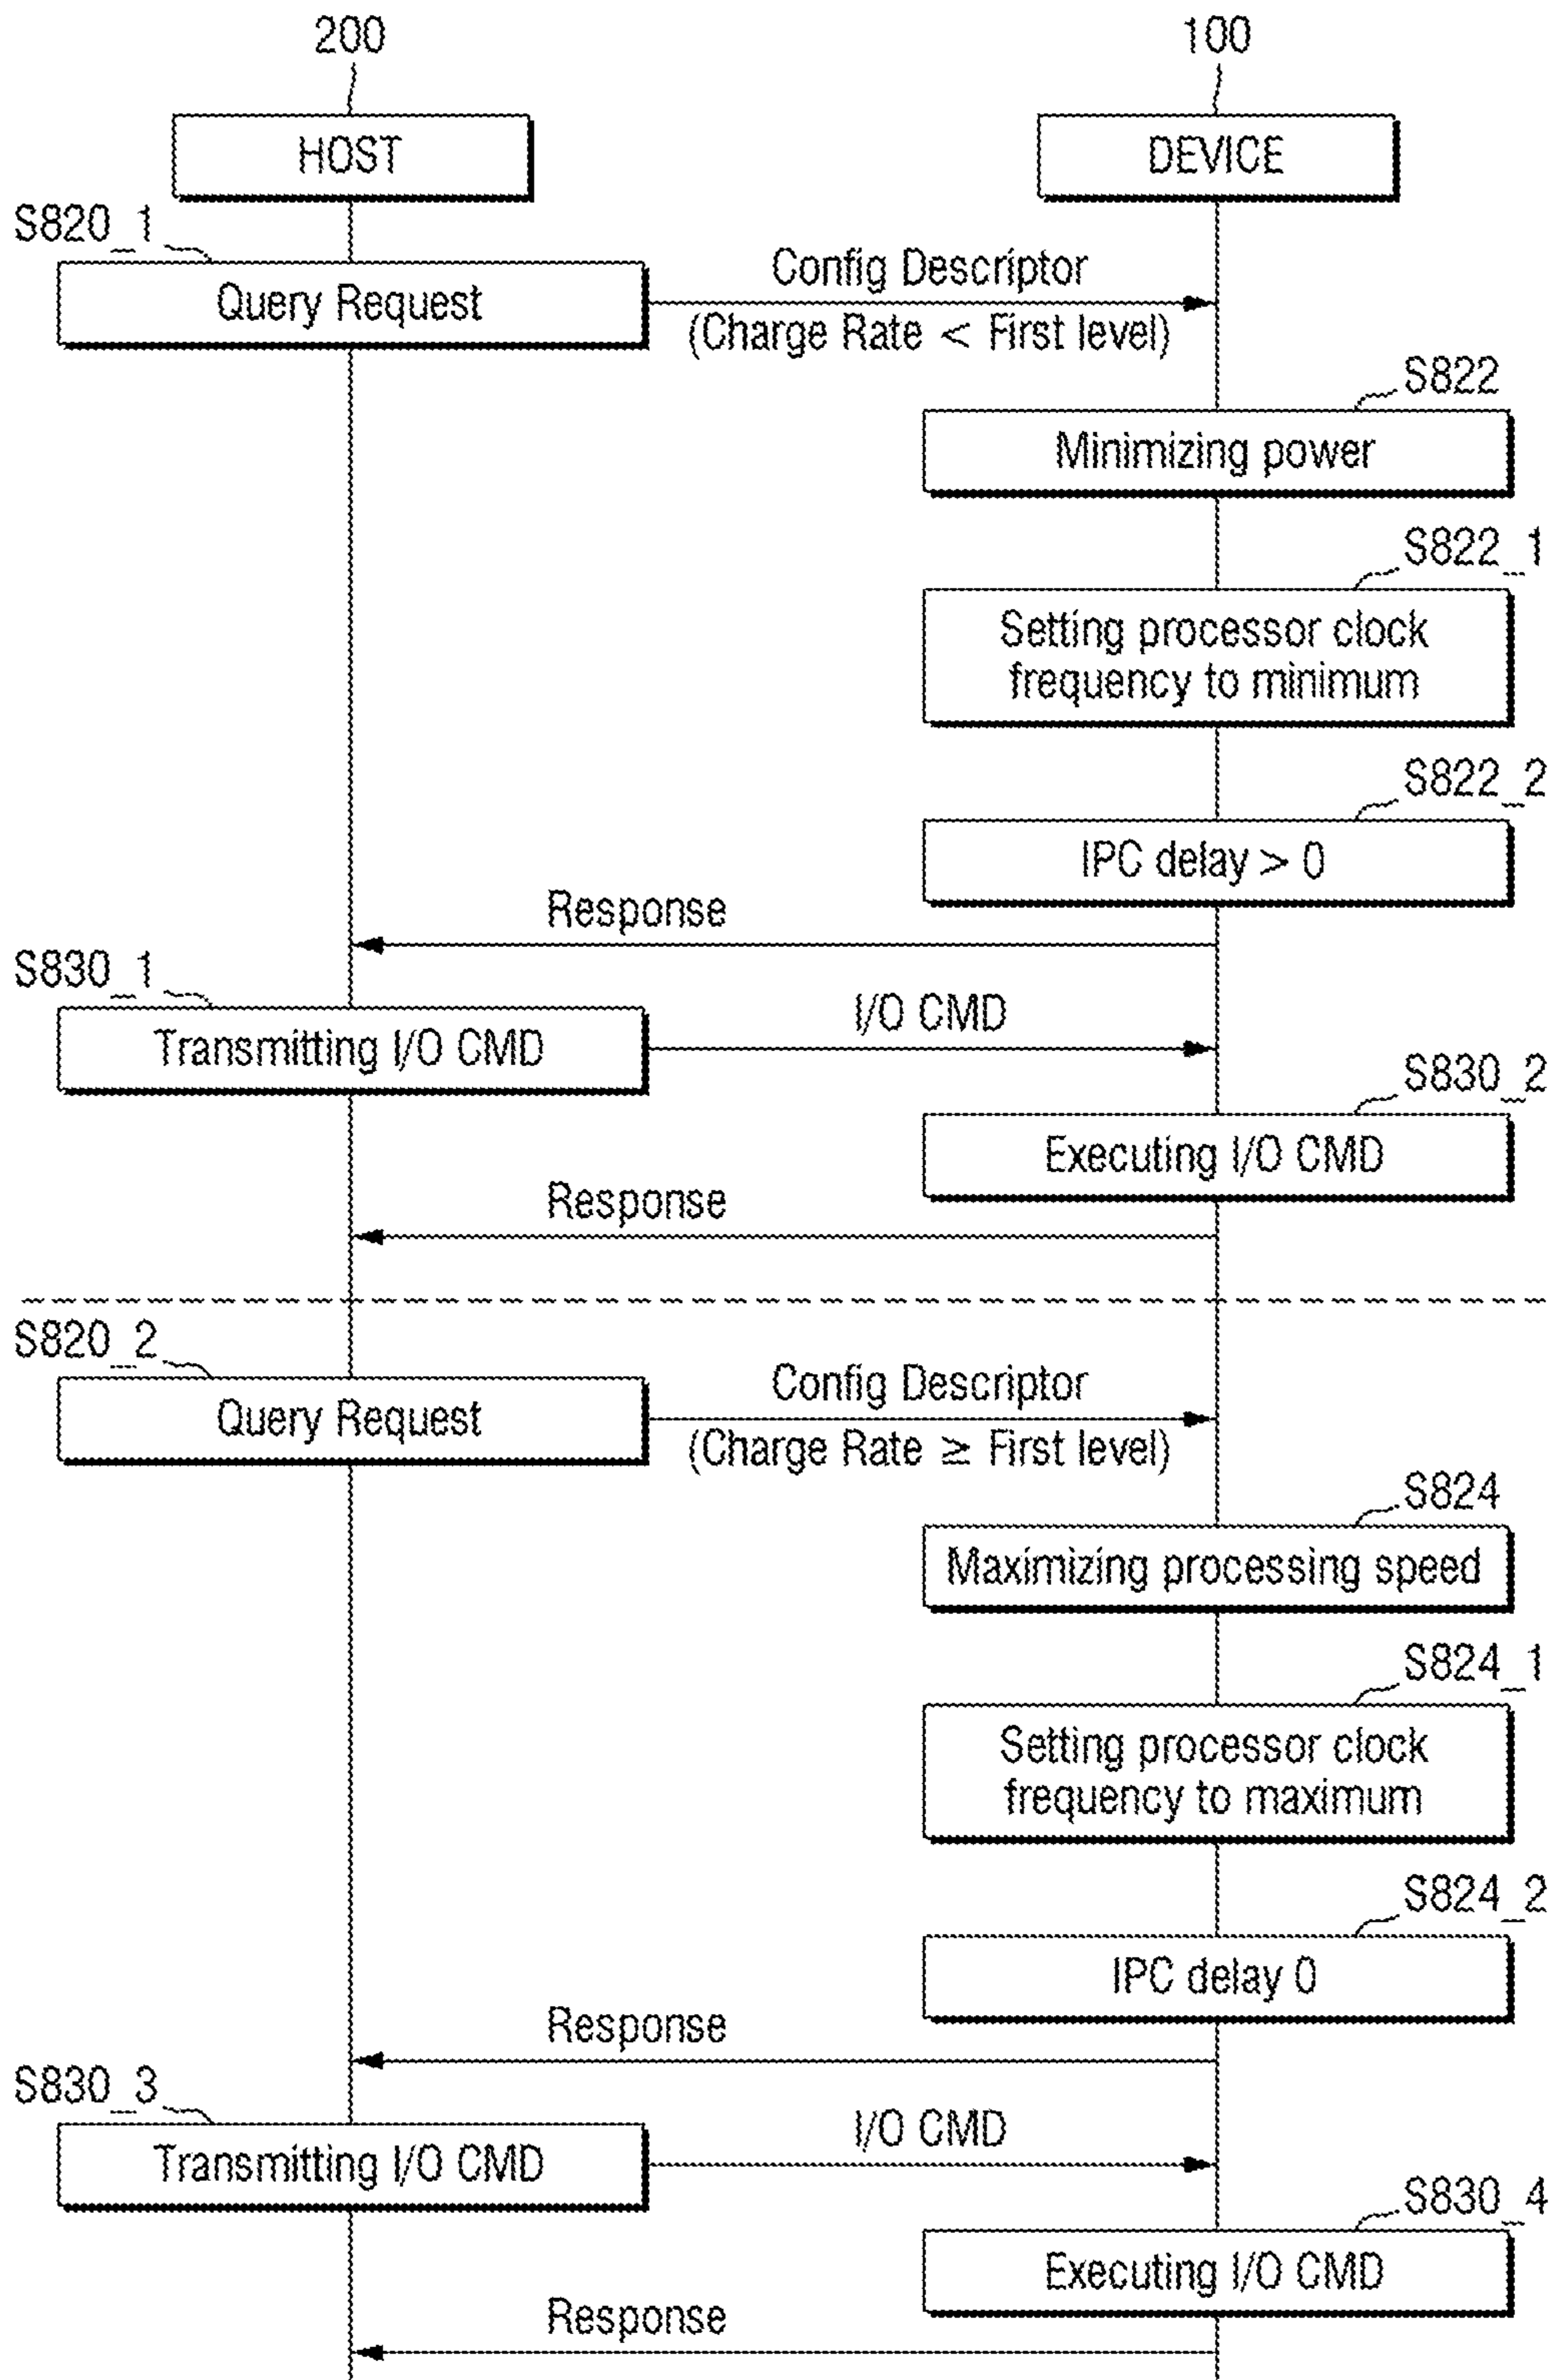 200
100
HOST
DEVICE
S820_1
Query Request
Config Descriptor
(Charge Rate < First level)
S822
Minimizing power
S822_1
Setting processor clock
frequency to minimum
S822_2
IPC delay > 0
Response
S830_1
Transmitting I/O CMD
I/O CMD
S830_2
Executing I/O CMD
Response
S820_2
Query Request
Config Descriptor
(Charge Rate ≥ First level)
S824
Maximizing processing speed
S824_1
Setting processor clock
frequency to maximum
S824_2
IPC delay 0
Response
S830_3
Transmitting I/O CMD
I/O CMD
S830_4
Executing I/O CMD
Response